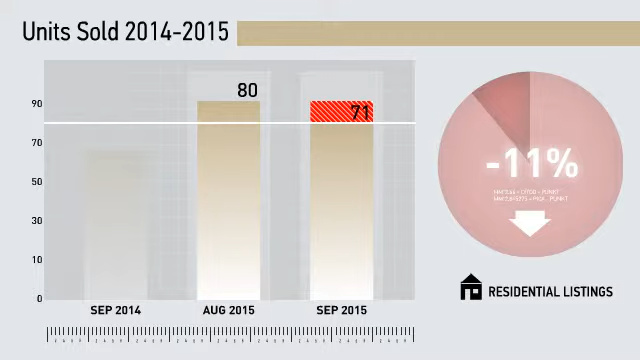 Units Sold 2014-2015
80
71
90
70
50
30
10
0
SEP 2014
AUG 2015
SEP 2015
-11%
RESIDENTIAL LISTINGS